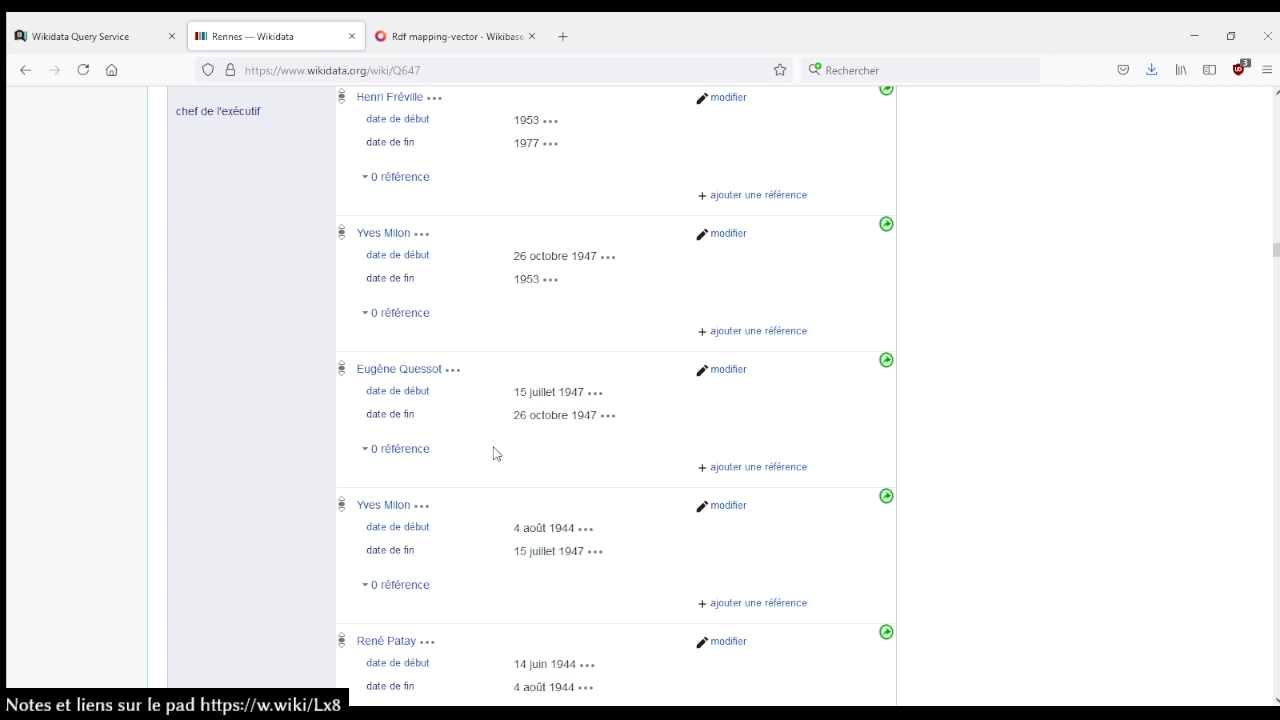 Wikidata Query Service
Rennes — Wikidata
Rdf mapping-vector - Wikibase
https://www.wikidata.org/wiki/Q647
Rechercher
3
chef de l'exécutif
Henri Fréville
modifier
date de début 1953
date de fin 1977
0 référence
+ ajouter une référence
Yves Milon
modifier
date de début 26 octobre 1947
date de fin 1953
0 référence
+ ajouter une référence
Eugène Quessot
modifier
date de début 15 juillet 1947
date de fin 26 octobre 1947
0 référence
+ ajouter une référence
Yves Milon
modifier
date de début 4 août 1944
date de fin 15 juillet 1947
0 référence
+ ajouter une référence
René Patay
modifier
date de début 14 juin 1944
date de fin 4 août 1944
Notes et liens sur le pad https://w.wiki/Lx8